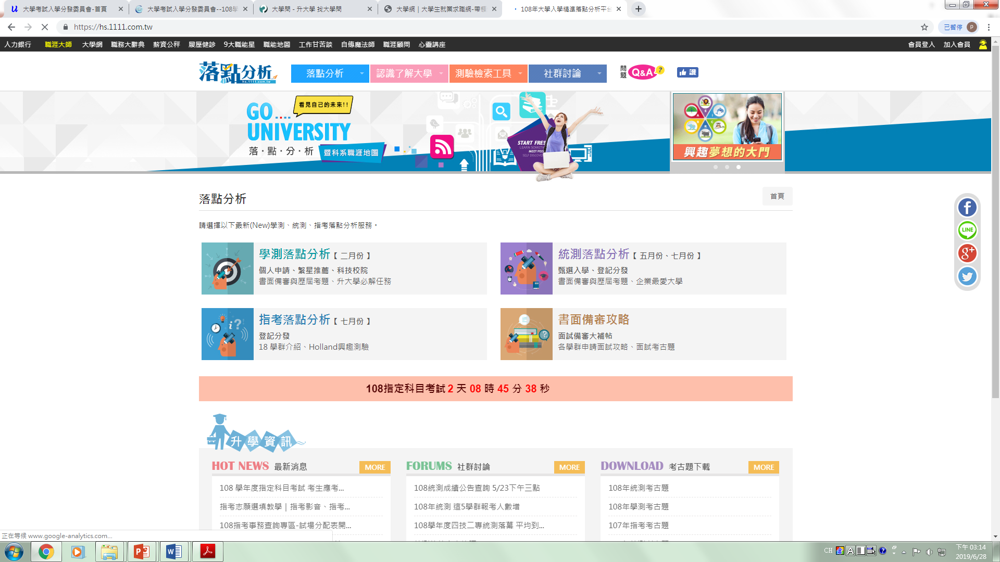 大學考試入學分發委員會-首頁
大學考試入學分發委員會--108學
大學問 - 升大學 找大學問
大學網 | 大學生就業求職網-帶領
108年大學入學精準落點分析平台
https://hs.1111.com.tw
已暫停 P
人力銀行 職涯大師 大學網 職務大辭典 薪資公秤 履歷健診 9大職能星 職能地圖 工作甘苦談 自傳魔法師 職涯顧問 心靈講座 會員登入 加入會員
落點分析
hs.1111.com.tw
落點分析 認識了解大學 測驗檢索工具 社群討論 問題 Q&A ? 讚
GO.... 看見自己的未來!!
UNIVERSITY
落・點・分・析 暨科系職涯地圖
START FRES
LEARN SOMETH
MEET PEO
SELF DISCOV
興趣夢想的大門
落點分析 首頁
請選擇以下最新(New)學測、統測、指考落點分析服務。
學測落點分析【 二月份 】
個人申請、繁星推薦、科技校院
書面備審與歷屆考題、升大學必解任務
統測落點分析【 五月份、七月份 】
甄選入學、登記分發
書面備審與歷屆考題、企業最愛大學
指考落點分析【 七月份 】
登記分發
18 學群介紹、Holland興趣測驗
書面備審攻略
面試備審大補帖
各學群申請面試攻略、面試考古題
LINE
g+
108指定科目考試 2 天 08 時 45 分 38 秒
升學資訊
HOT NEWS 最新消息 MORE
108 學年度指定科目考試 考生應考...
指考志願選填教學 | 指考影音、指考...
108指考事務查詢專區-試場分配表開...
FORUMS 社群討論 MORE
108統測成績公告查詢 5/23下午三點
108年統測 這5學群報考人數增
108學年度四技二專統測落幕 平均到...
DOWNLOAD 考古題下載 MORE
108年統測考古題
108年學測考古題
107年指考考古題
正在等候 www.google-analytics.com...
CH
下午 03:14
2019/6/28